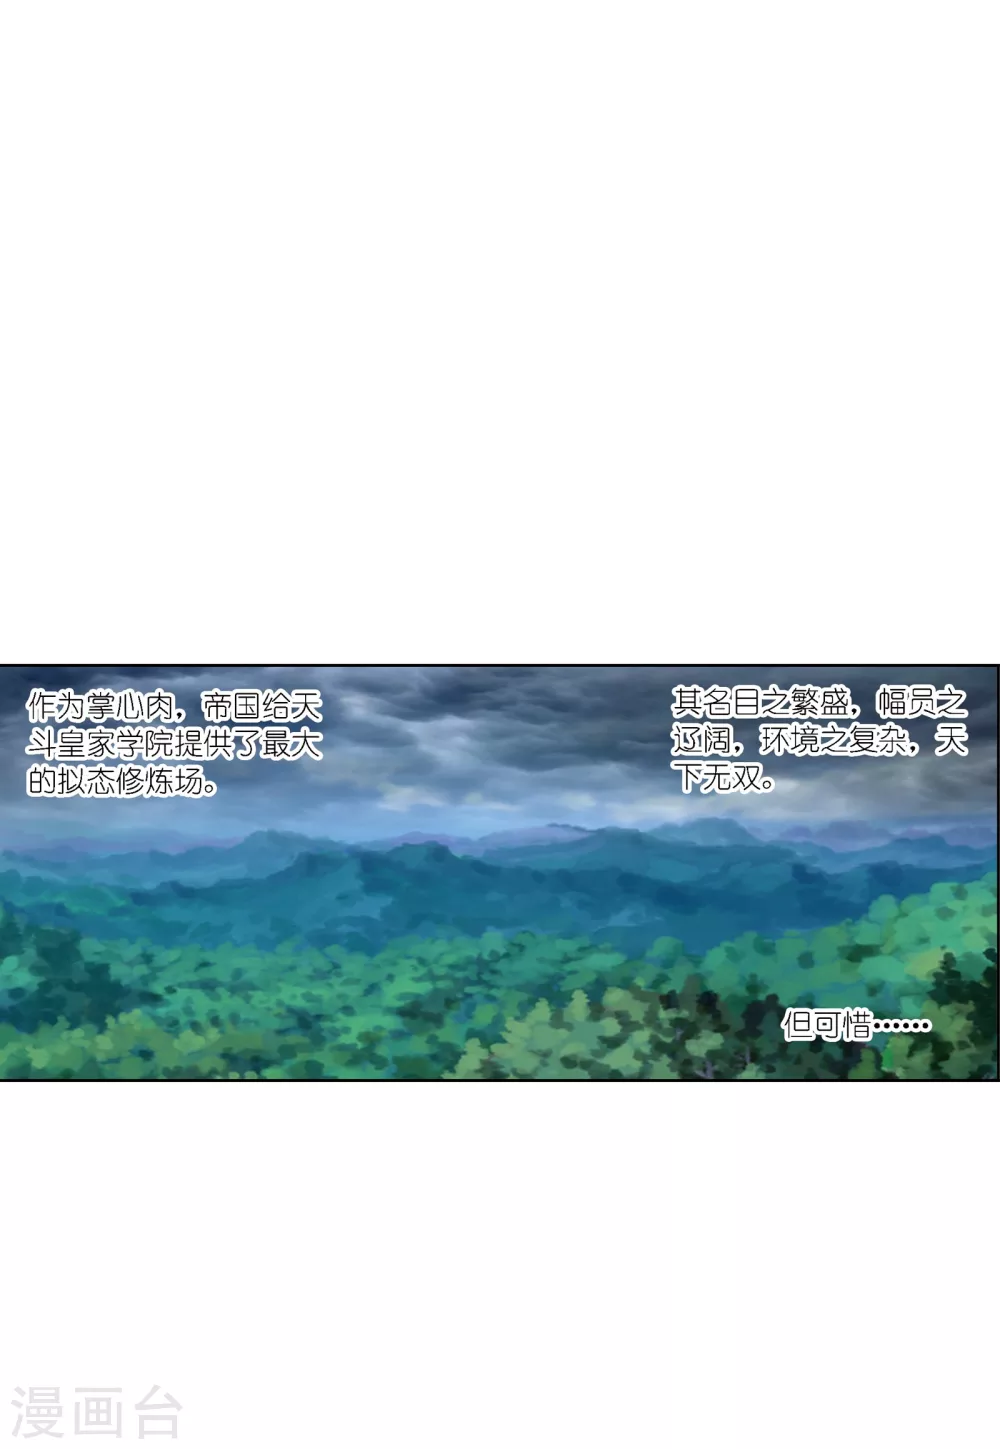 作为掌心肉，帝国给天
斗皇家学院提供了最大
的拟态修炼场。
其名目之繁盛，幅员之
辽阔，环境之复杂，天
下无双。
但可惜……
漫画台